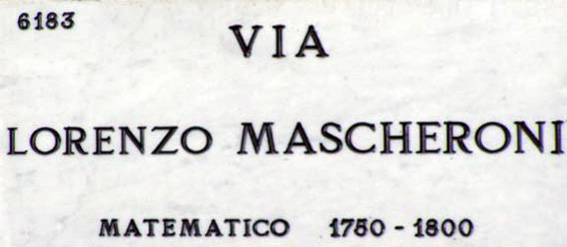 6183
VIA
LORENZO MASCHERONI
MATEMATICO 1750 - 1800